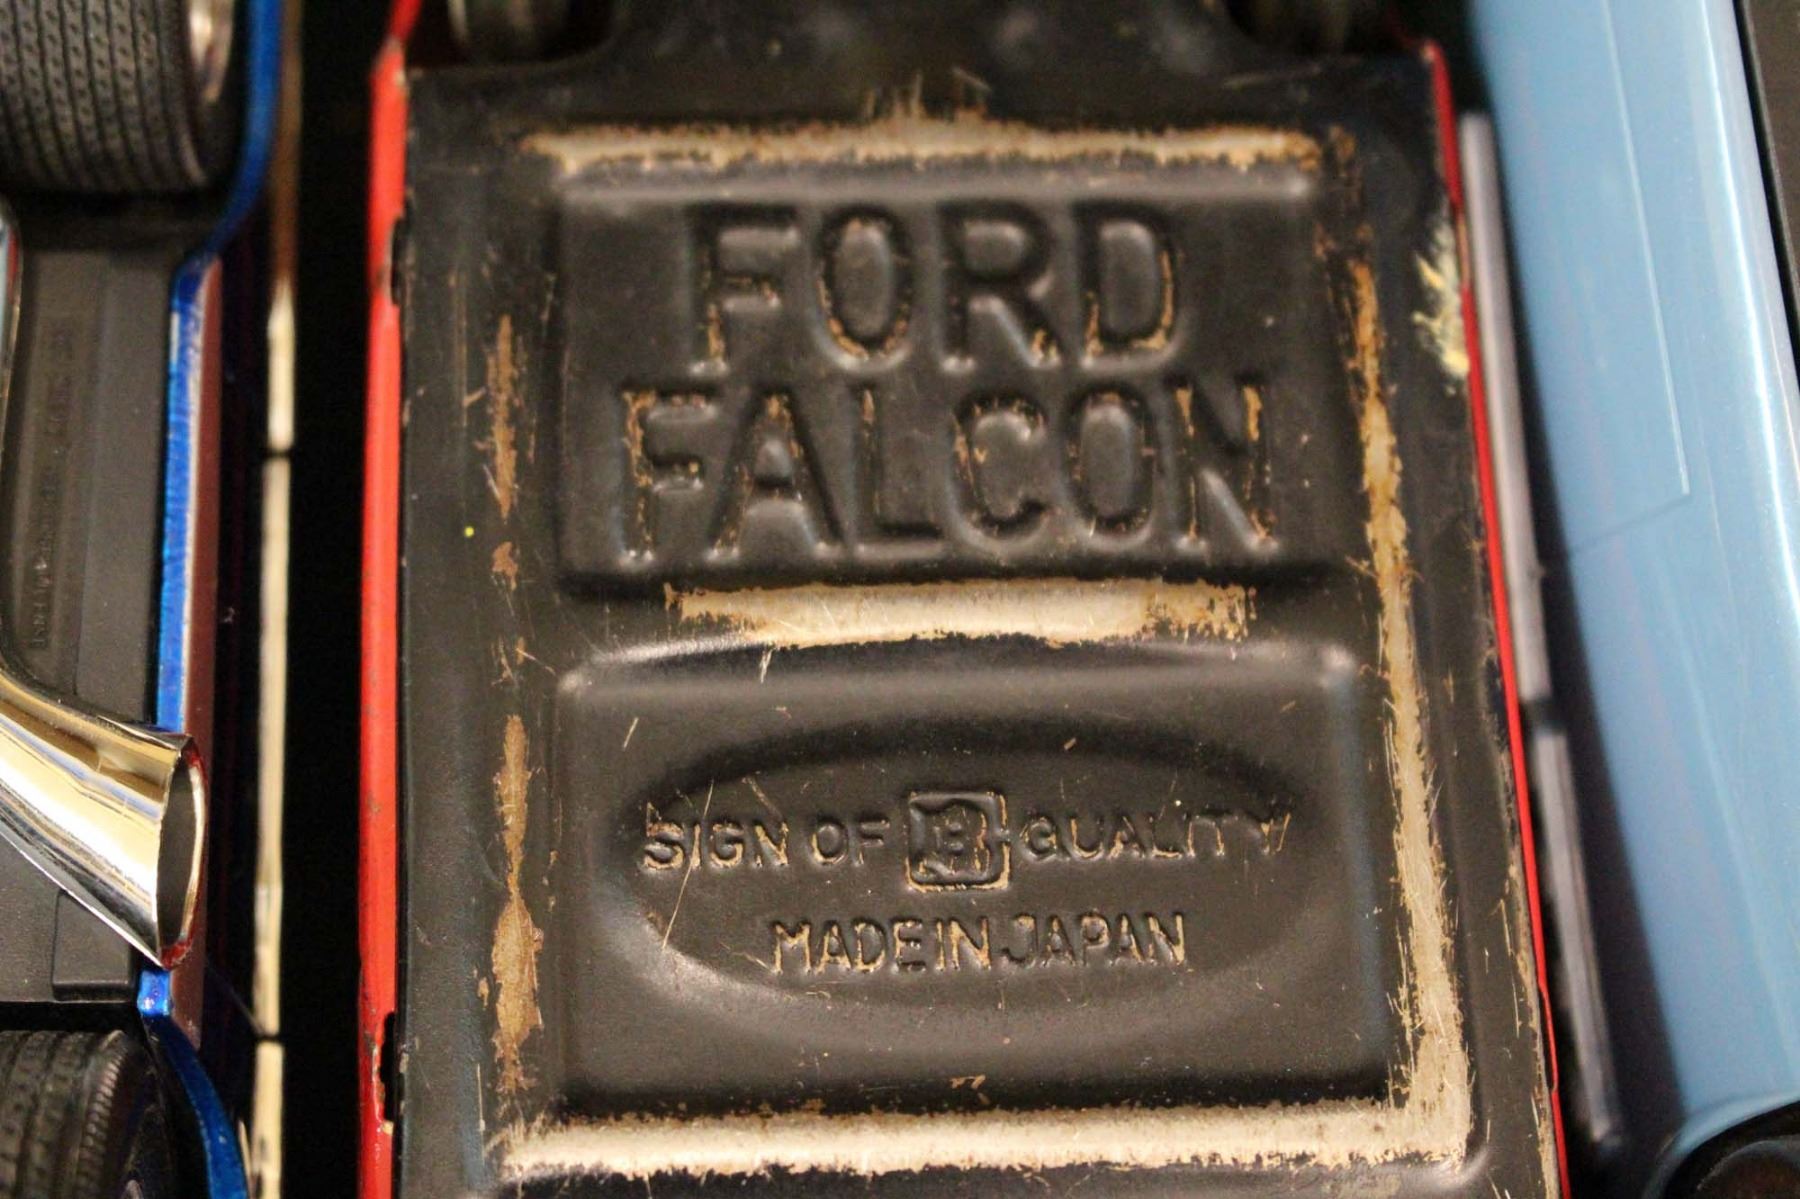 FORD
FALCON
SIGN OF B QUALITY
MADE IN JAPAN